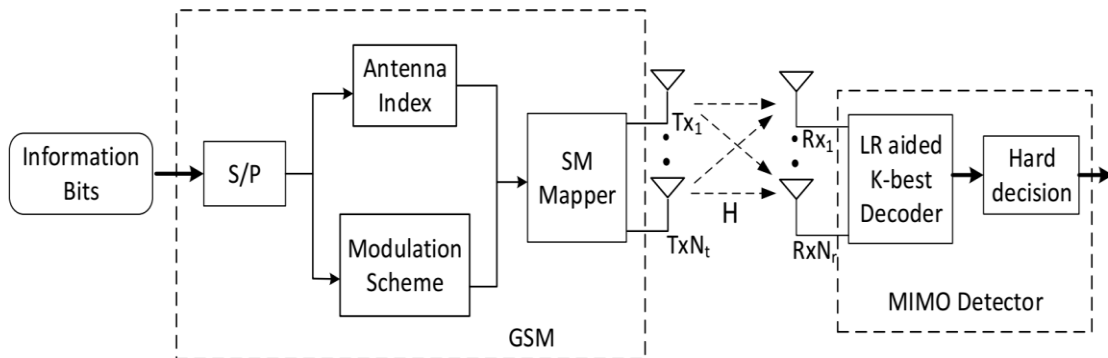 Information
Bits
S/P
Antenna
Index
Modulation
Scheme
SM
Mapper
GSM
Tx₁
TxNₜ
H
Rx₁
RxNᵣ
LR aided
K-best
Decoder
Hard
decision
MIMO Detector